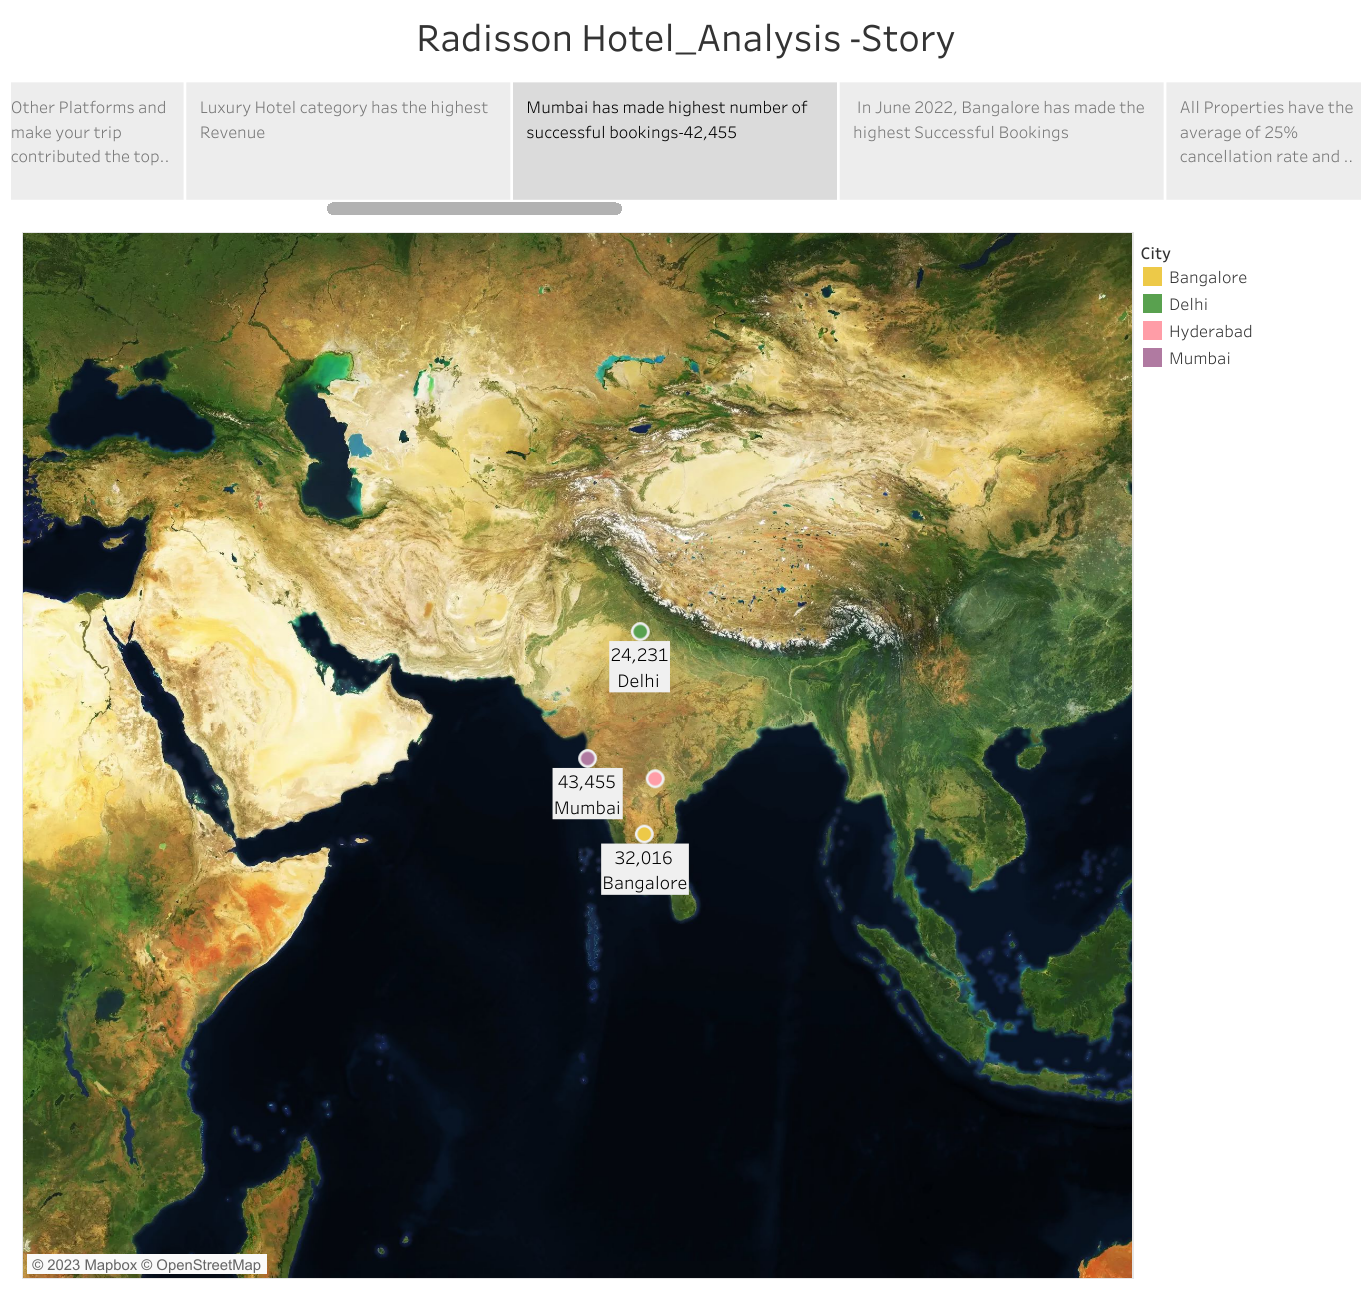 Radisson Hotel_Analysis -Story
Other Platforms and
make your trip
contributed the top..
Luxury Hotel category has the highest
Revenue
Mumbai has made highest number of
successful bookings-42,455
In June 2022, Bangalore has made the
highest Successful Bookings
All Properties have the
average of 25%
cancellation rate and ..
City
Bangalore
Delhi
Hyderabad
Mumbai
24,231
Delhi
43,455
Mumbai
32,016
Bangalore
© 2023 Mapbox © OpenStreetMap